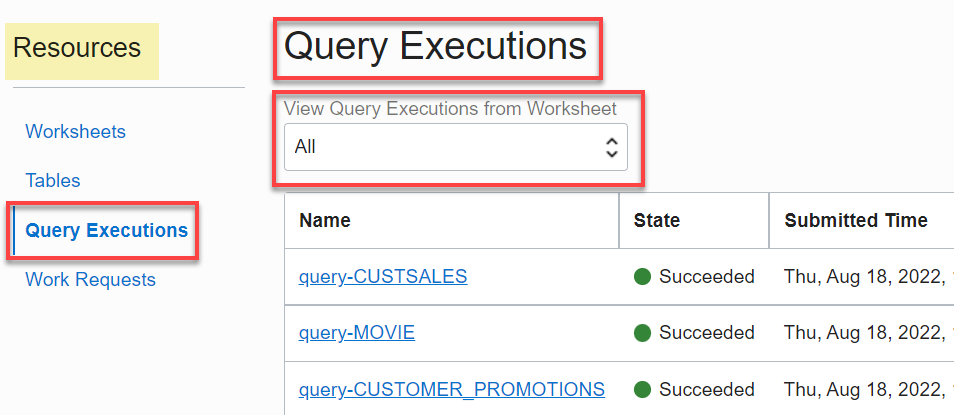 Resources
Worksheets
Tables
Query Executions
Work Requests
Query Executions
View Query Executions from Worksheet
All
Name State Submitted Time
query-CUSTSALES Succeeded Thu, Aug 18, 2022,
query-MOVIE Succeeded Thu, Aug 18, 2022,
query-CUSTOMER_PROMOTIONS Succeeded Thu, Aug 18, 2022,